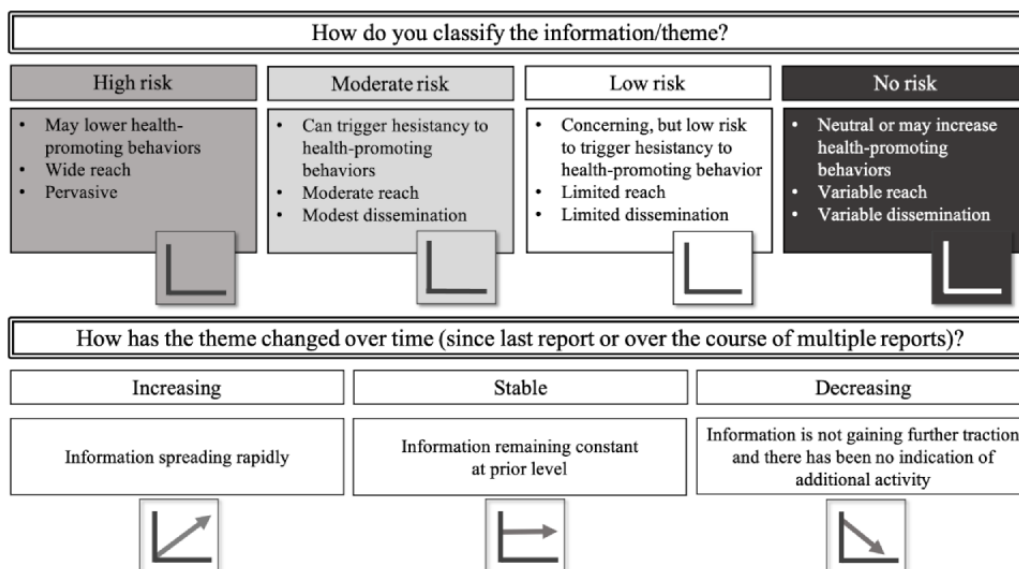 How do you classify the information/theme?
High risk
• May lower health-
promoting behaviors
• Wide reach
• Pervasive
Moderate risk
• Can trigger hesistancy to
health-promoting
behaviors
• Moderate reach
• Modest dissemination
Low risk
• Concerning, but low risk
to trigger hesistancy to
health-promoting behavior
• Limited reach
• Limited dissemination
No risk
• Neutral or may increase
health-promoting
behaviors
• Variable reach
• Variable dissemination
How has the theme changed over time (since last report or over the course of multiple reports)?
Increasing
Information spreading rapidly
Stable
Information remaining constant
at prior level
Decreasing
Information is not gaining further traction
and there has been no indication of
additional activity